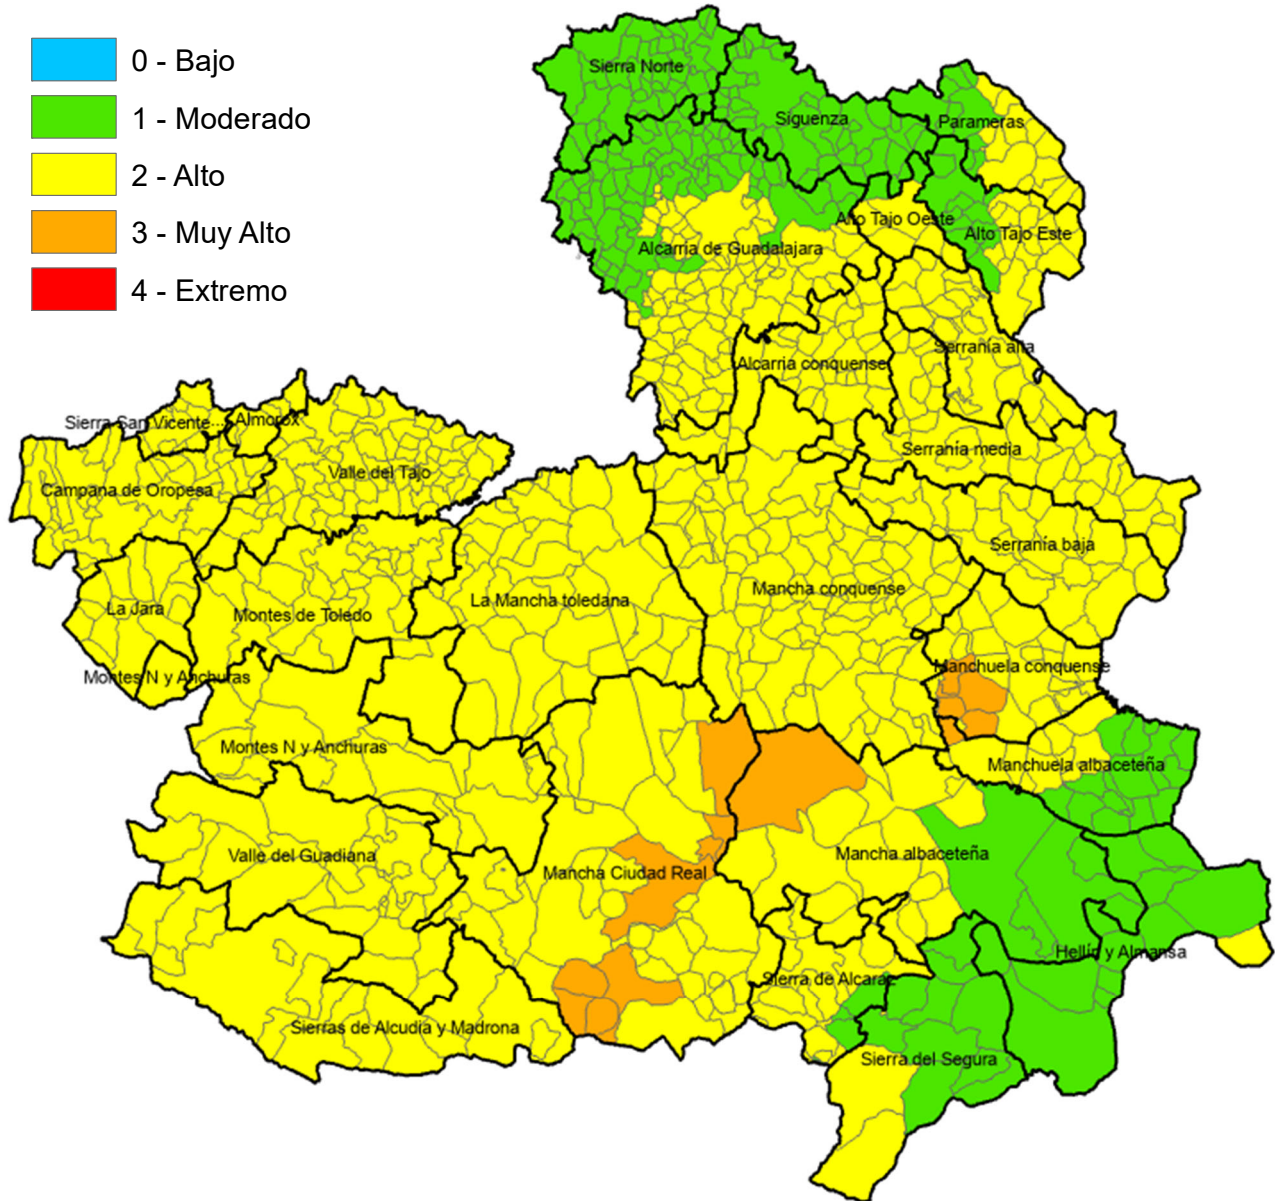 0 - Bajo
1 - Moderado
2 - Alto
3 - Muy Alto
4 - Extremo
Sierra Norte
Siguenza
Parameras
Alto Tajo Oeste
Alto Tajo Este
Alcarria de Guadalajara
Serranía alta
Alcarria conquense
Sierra San Vicente...
Almorox
Serranía media
Valle del Tajo
Campana de Oropesa
Serranía baja
Mancha conquense
La Mancha toledana
La Jara
Montes de Toledo
Manchuela conquense
Montes N y Anchuras
Montes N y Anchuras
Manchuela albaceteña
Mancha albaceteña
Valle del Guadiana
Mancha Ciudad Real
Hellín y Almansa
Sierra de Alcaraz
Sierras de Alcudia y Madrona
Sierra del Segura